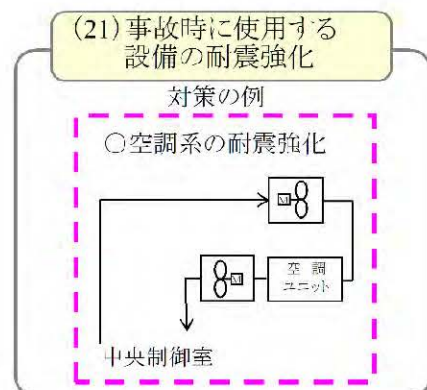 (21)事故時に使用する
設備の耐震強化
対策の例
○空調系の耐震強化
M
M
空調
ユニット
中央制御室